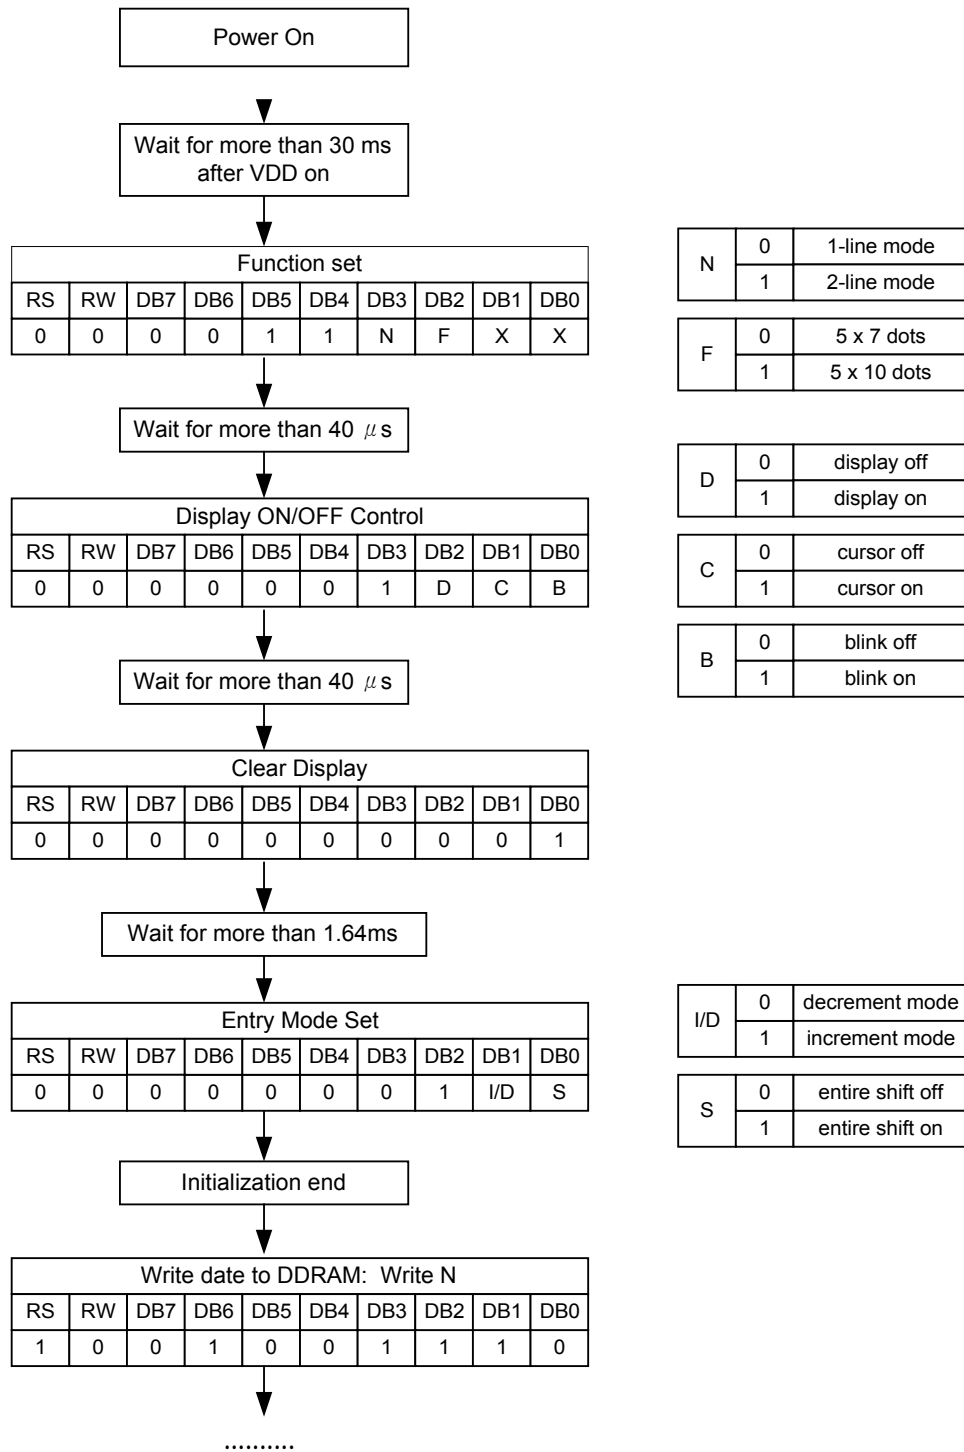 Power On
Wait for more than 30 ms
after VDD on
Function set
RS RW DB7 DB6 DB5 DB4 DB3 DB2 DB1 DB0
0 0 0 0 1 1 N F X X
N 0 1-line mode
1 2-line mode
F 0 5 x 7 dots
1 5 x 10 dots
Wait for more than 40 μs
Display ON/OFF Control
RS RW DB7 DB6 DB5 DB4 DB3 DB2 DB1 DB0
0 0 0 0 0 0 1 D C B
D 0 display off
1 display on
C 0 cursor off
1 cursor on
B 0 blink off
1 blink on
Wait for more than 40 μs
Clear Display
RS RW DB7 DB6 DB5 DB4 DB3 DB2 DB1 DB0
0 0 0 0 0 0 0 0 0 1
Wait for more than 1.64ms
Entry Mode Set
RS RW DB7 DB6 DB5 DB4 DB3 DB2 DB1 DB0
0 0 0 0 0 0 0 1 I/D S
I/D 0 decrement mode
1 increment mode
S 0 entire shift off
1 entire shift on
Initialization end
Write date to DDRAM: Write N
RS RW DB7 DB6 DB5 DB4 DB3 DB2 DB1 DB0
1 0 0 1 0 0 1 1 1 0
..........